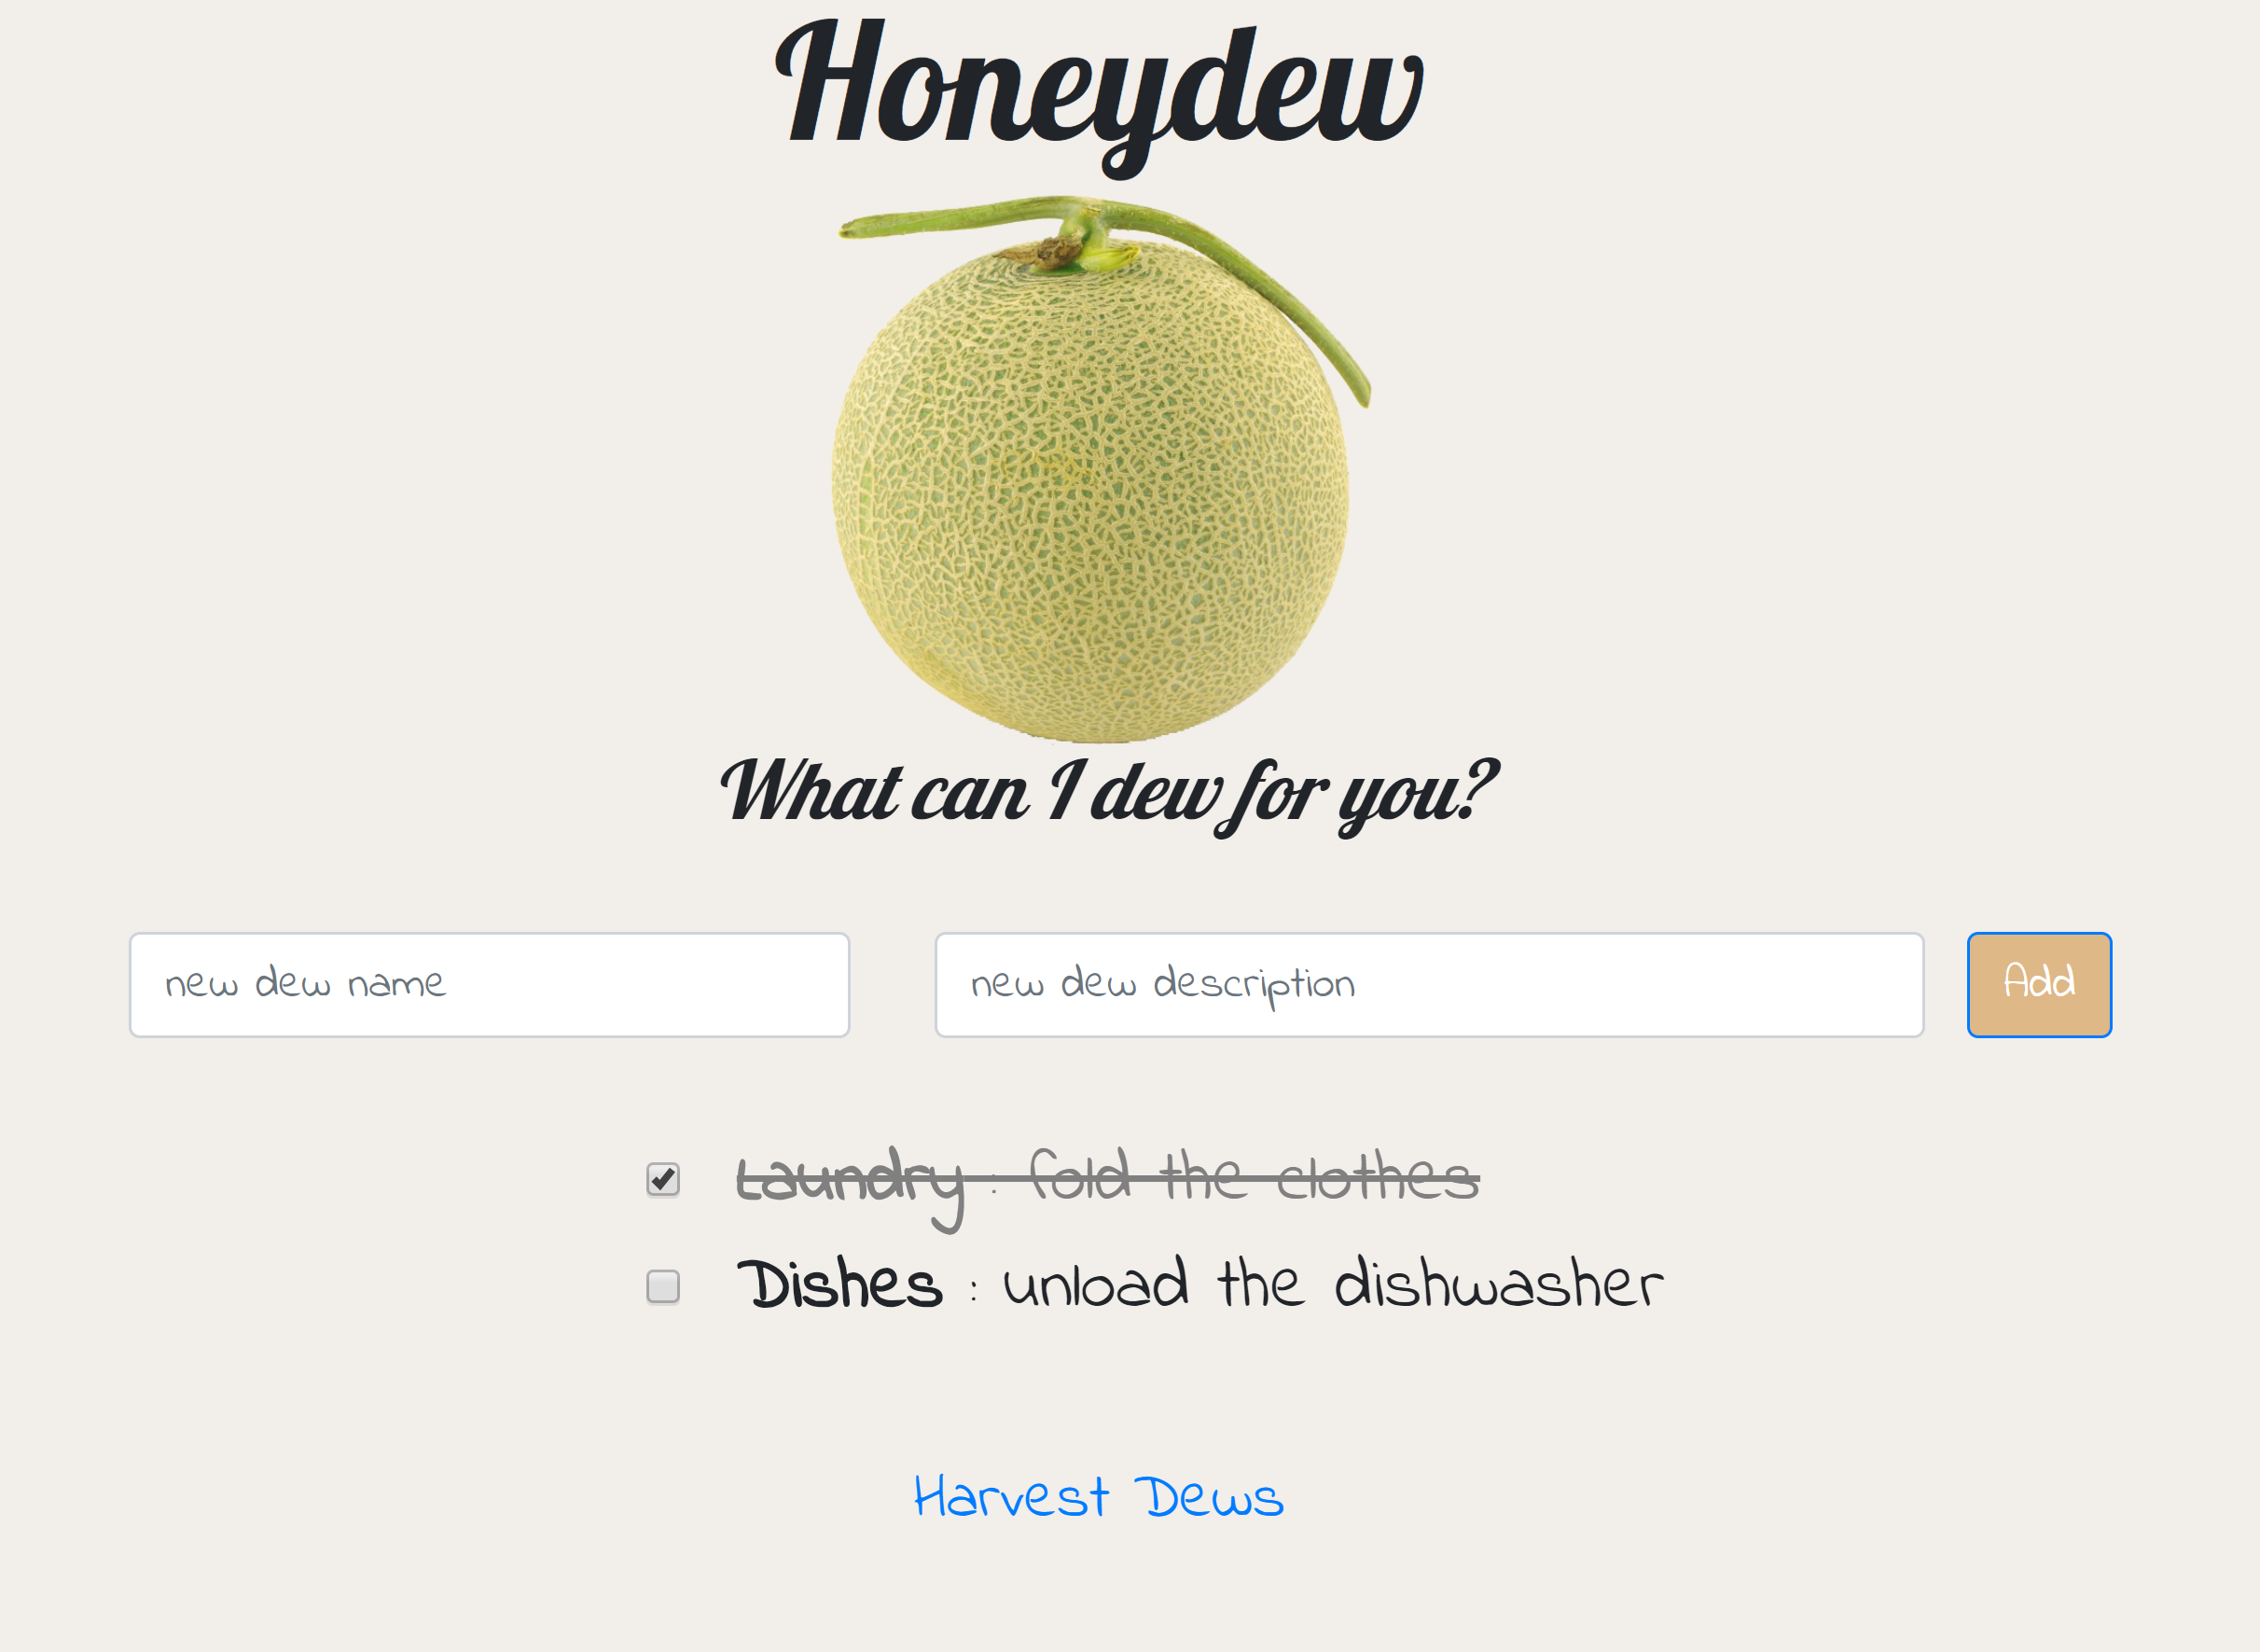 Honeydew
What can I dew for you?
new dew name
new dew description
Add
Laundry : fold the clothes
Dishes : unload the dishwasher
Harvest Dews